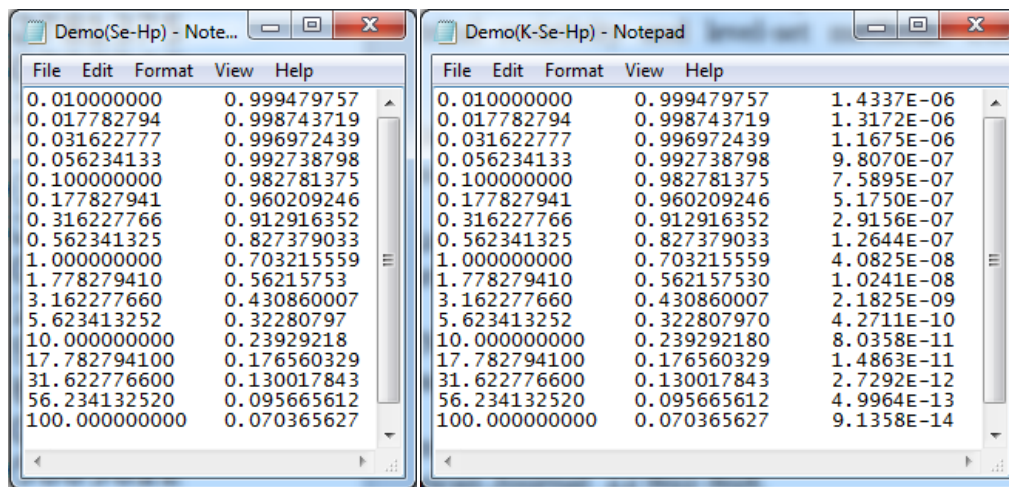 Demo(Se-Hp) - Note...
File Edit Format View Help
0.010000000 0.999479757
0.017782794 0.998743719
0.031622777 0.996972439
0.056234133 0.992738798
0.100000000 0.982781375
0.177827941 0.960209246
0.316227766 0.912916352
0.562341325 0.827379033
1.000000000 0.703215559
1.778279410 0.56215753
3.162277660 0.430860007
5.623413252 0.32280797
10.000000000 0.23929218
17.782794100 0.176560329
31.622776600 0.130017843
56.234132520 0.095665612
100.000000000 0.070365627
Demo(K-Se-Hp) - Notepad
File Edit Format View Help
0.010000000 0.999479757 1.4337E-06
0.017782794 0.998743719 1.3172E-06
0.031622777 0.996972439 1.1675E-06
0.056234133 0.992738798 9.8070E-07
0.100000000 0.982781375 7.5895E-07
0.177827941 0.960209246 5.1750E-07
0.316227766 0.912916352 2.9156E-07
0.562341325 0.827379033 1.2644E-07
1.000000000 0.703215559 4.0825E-08
1.778279410 0.562157530 1.0241E-08
3.162277660 0.430860007 2.1825E-09
5.623413252 0.322807970 4.2711E-10
10.000000000 0.239292180 8.0358E-11
17.782794100 0.176560329 1.4863E-11
31.622776600 0.130017843 2.7292E-12
56.234132520 0.095665612 4.9964E-13
100.000000000 0.070365627 9.1358E-14